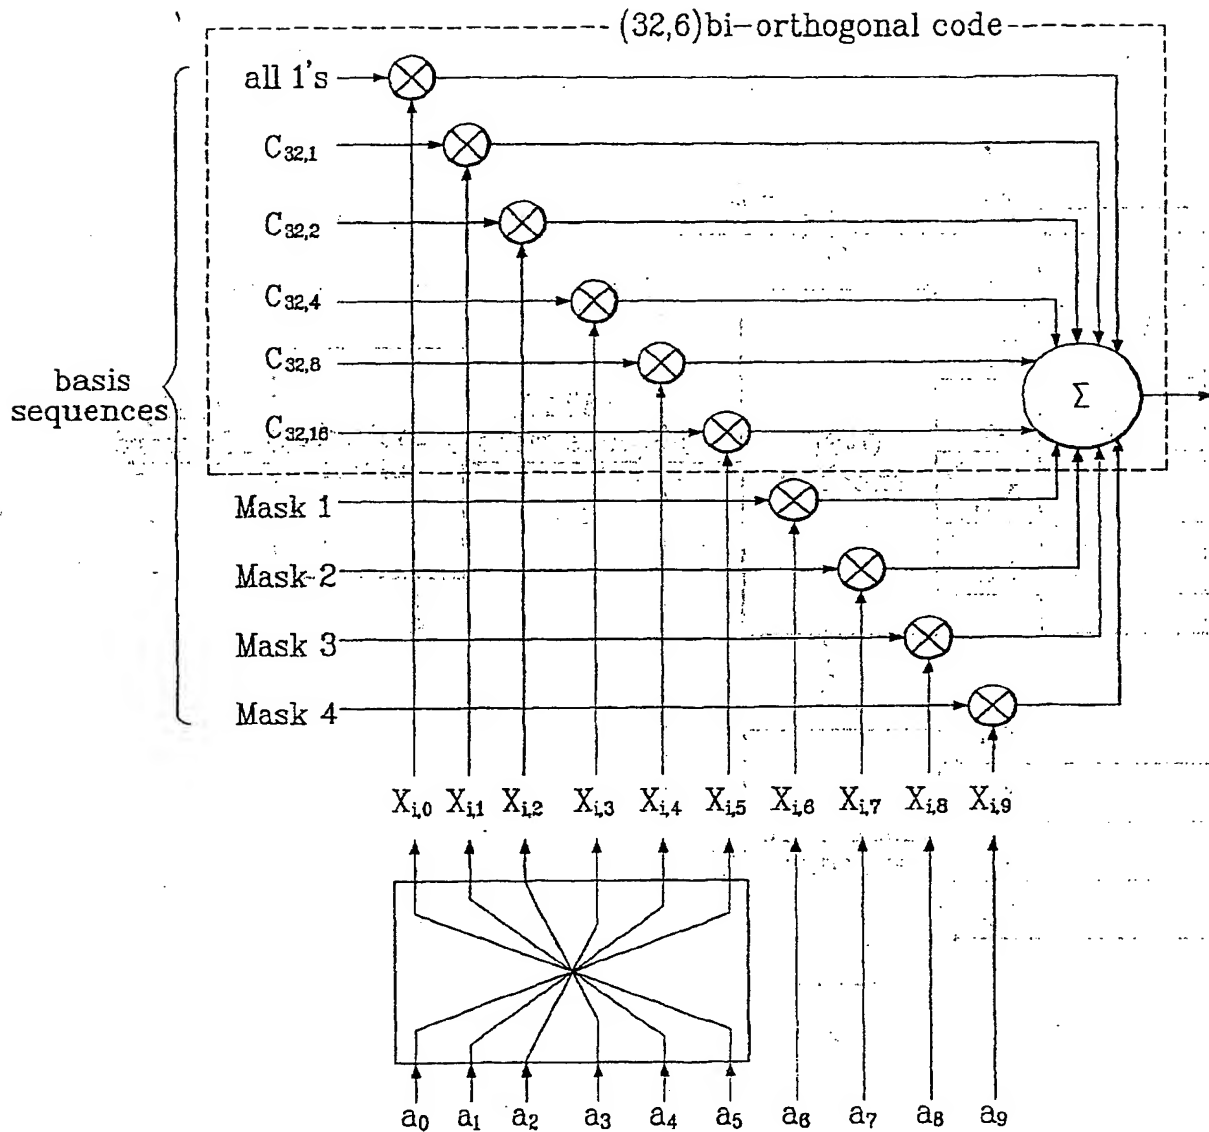 (32,6)bi-orthogonal code
all 1's
C32,1
C32,2
C32,4
C32,8
C32,16
basis
sequences
Σ
Mask 1
Mask 2
Mask 3
Mask 4
Xi,0 Xi,1 Xi,2 Xi,3 Xi,4 Xi,5 Xi,6 Xi,7 Xi,8 Xi,9
a0 a1 a2 a3 a4 a5 a6 a7 a8 a9